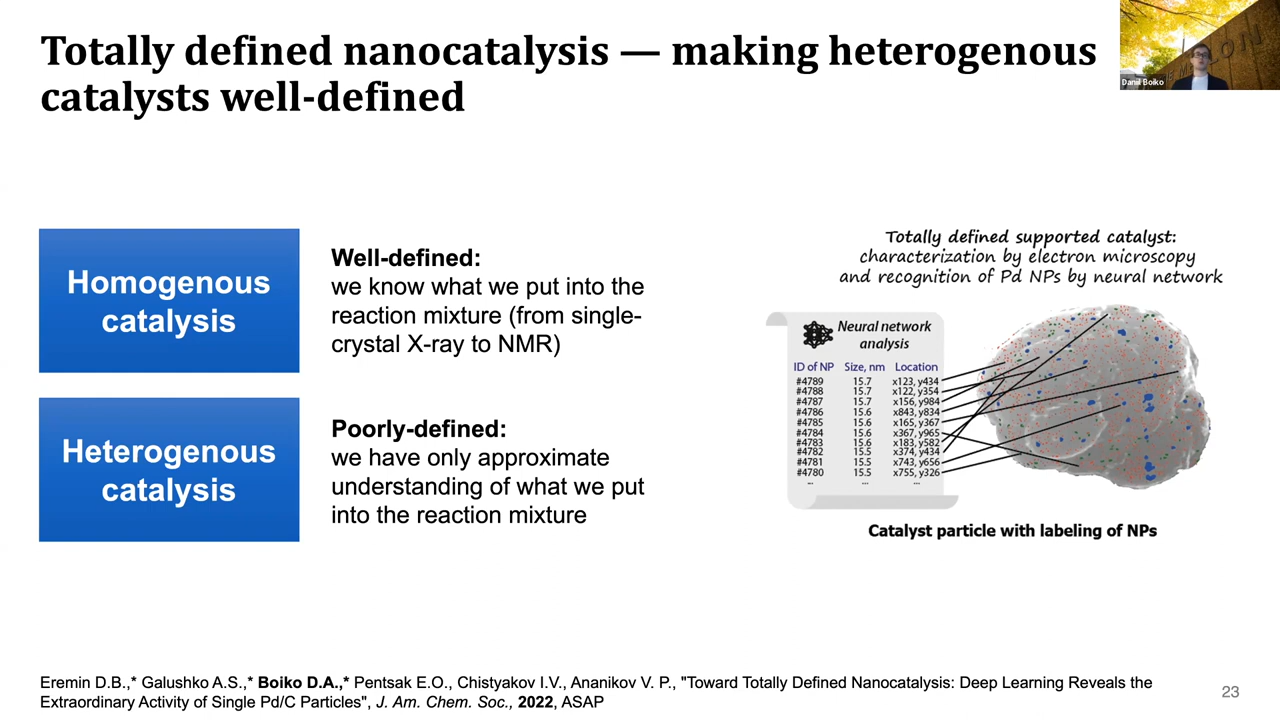 Totally defined nanocatalysis — making heterogenous
catalysts well-defined
Danil Boiko
Homogenous
catalysis
Well-defined:
we know what we put into the
reaction mixture (from single-
crystal X-ray to NMR)
Heterogenous
catalysis
Poorly-defined:
we have only approximate
understanding of what we put
into the reaction mixture
Totally defined supported catalyst:
characterization by electron microscopy
and recognition of Pd NPs by neural network
Neural network
analysis
ID of NP Size, nm Location
#4789 15.7 x123, y434
#4788 15.7 x122, y354
#4787 15.7 x156, y984
#4786 15.6 x843, y834
#4785 15.6 x165, y367
#4784 15.6 x367, y965
#4783 15.6 x183, y582
#4782 15.5 x374, y434
#4781 15.5 x743, y656
#4780 15.5 x755, y326
... ... ...
Catalyst particle with labeling of NPs
Eremin D.B.,* Galushko A.S.,* Boiko D.A.,* Pentsak E.O., Chistyakov I.V., Ananikov V. P., "Toward Totally Defined Nanocatalysis: Deep Learning Reveals the
Extraordinary Activity of Single Pd/C Particles", J. Am. Chem. Soc., 2022, ASAP
23